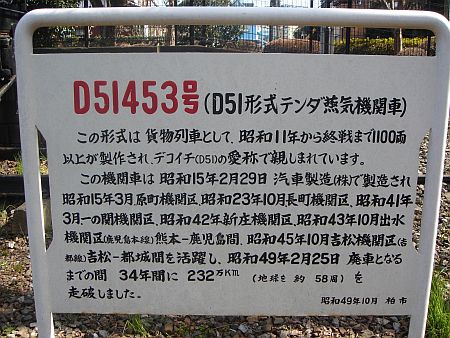 D51453号(D51形式テンダ蒸気機関車)
この形式は貨物列車として、昭和11年から終戦まで1100両
以上が製作され、デコイチ(D51)の愛称で親しまれています。
この機関車は昭和15年2月29日汽車製造(株)で製造され
昭和15年3月原町機関区、昭和23年10月長町機関区、昭和41年
3月一の関機関区、昭和42年新庄機関区、昭和43年10月出水
機関区(鹿児島本線)熊本-鹿児島間、昭和45年10月吉松機関区(吉
都線)吉松-都城間を活躍し、昭和49年2月25日廃車となる
までの間 34年間に 232万KM (地球を約58周)を
走破しました。
昭和49年10月 柏市